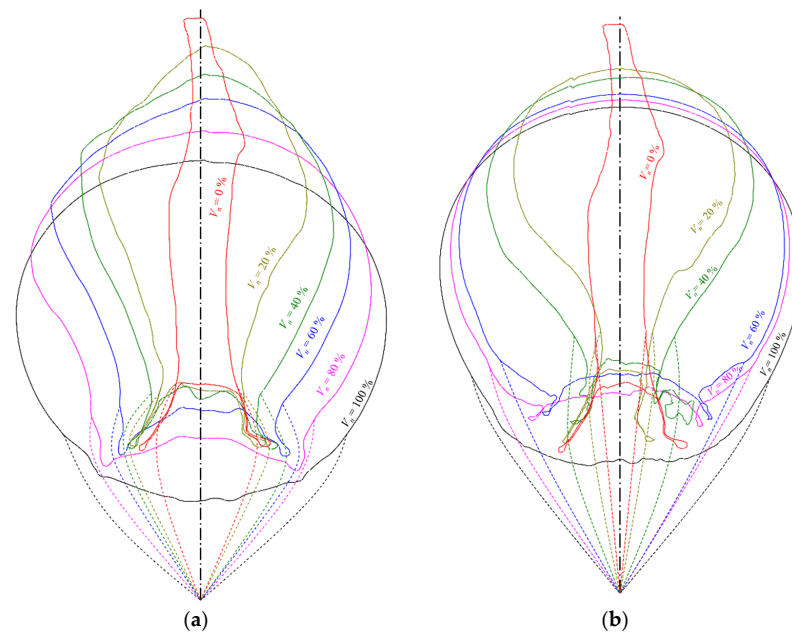 Vn = 0 %
Vn = 20 %
Vn = 40 %
Vn = 60 %
Vn = 80 %
Vn = 100 %
(a)
Vn = 0 %
Vn = 20 %
Vn = 40 %
Vn = 60 %
Vn = 80 %
Vn = 100 %
(b)